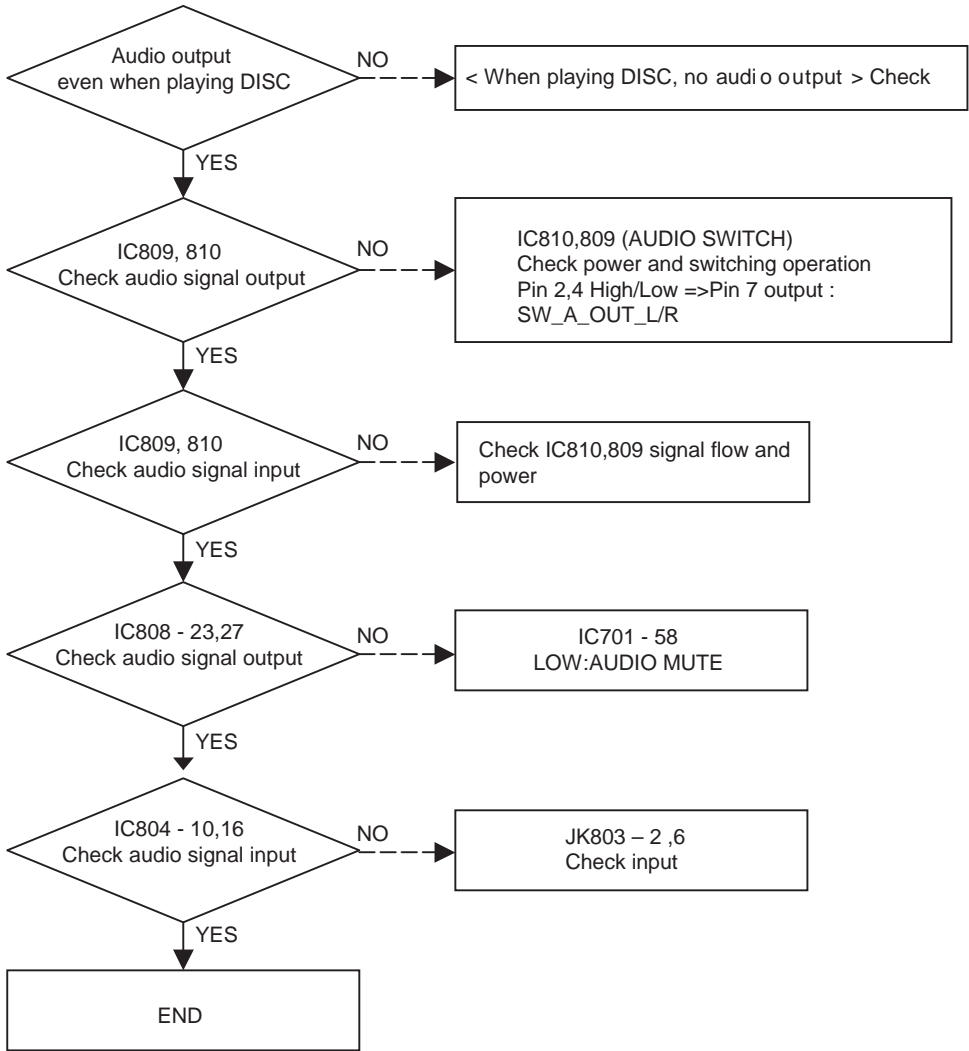 Audio output
even when playing DISC
NO
< When playing DISC, no audio output > Check
YES
IC809, 810
Check audio signal output
NO
IC810,809 (AUDIO SWITCH)
Check power and switching operation
Pin 2,4 High/Low =>Pin 7 output :
SW_A_OUT_L/R
YES
IC809, 810
Check audio signal input
NO
Check IC810,809 signal flow and
power
YES
IC808 - 23,27
Check audio signal output
NO
IC701 - 58
LOW:AUDIO MUTE
YES
IC804 - 10,16
Check audio signal input
NO
JK803 – 2 ,6
Check input
YES
END